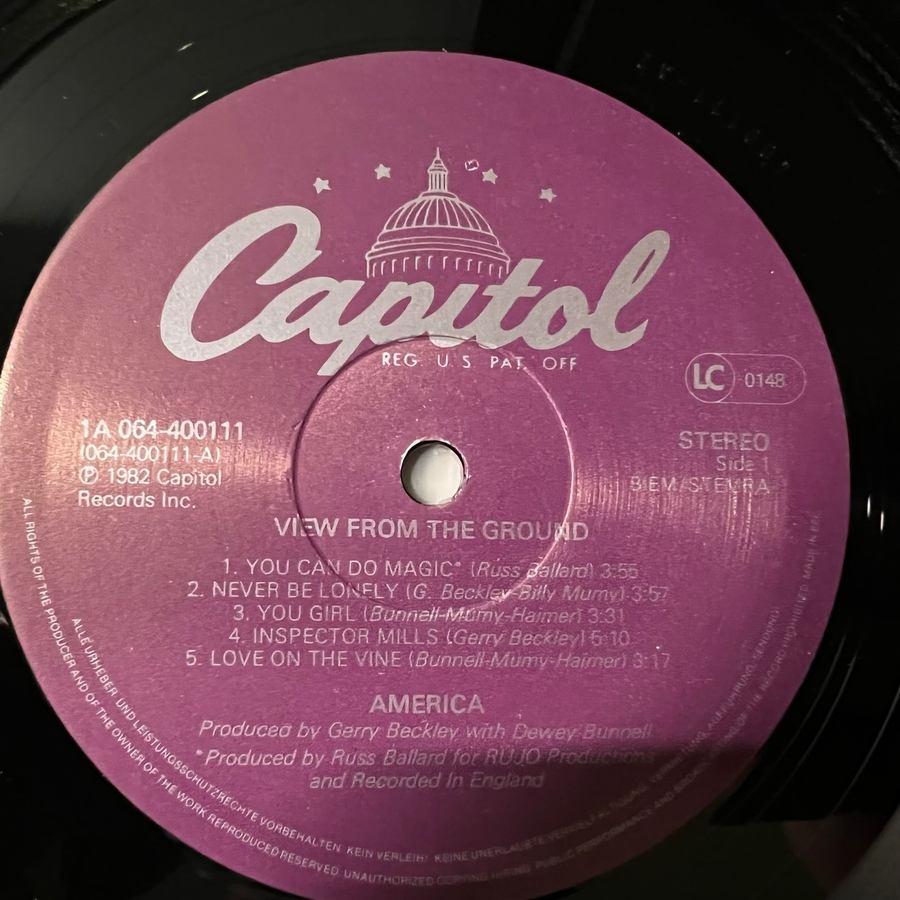 Capitol
REG. U.S. PAT. OFF
LC 0148
1A 064-400111
(064-400111-A)
℗ 1982 Capitol
Records Inc.
STEREO
Side 1
BIEM/STEMRA
VIEW FROM THE GROUND
1. YOU CAN DO MAGIC* (Russ Ballard) 3:55
2. NEVER BE LONELY (G. Beckley-Billy Mumy) 3:57
3. YOU GIRL (Bunnell-Mumy-Haimer) 3:31
4. INSPECTOR MILLS (Gerry Beckley) 5:10
5. LOVE ON THE VINE (Bunnell-Mumy-Haimer) 3:17
AMERICA
Produced by Gerry Beckley with Dewey Bunnell
*Produced by Russ Ballard for RUJO Productions
and Recorded In England
ALLE URHEBER- UND LEISTUNGSSCHUTZRECHTE VORBEHALTEN. KEIN VERLEIH! KEINE UNERLAUBTE VERVIELFÄLTIGUNG, VERMIETUNG, AUFFÜHRUNG, SENDUNG!
ALL RIGHTS OF THE PRODUCER AND OF THE OWNER OF THE WORK REPRODUCED RESERVED. UNAUTHORIZED COPYING HIRING PUBLIC PERFORMANCE AND BROADCASTING OF THE RECORD PROHIBITED MADE IN